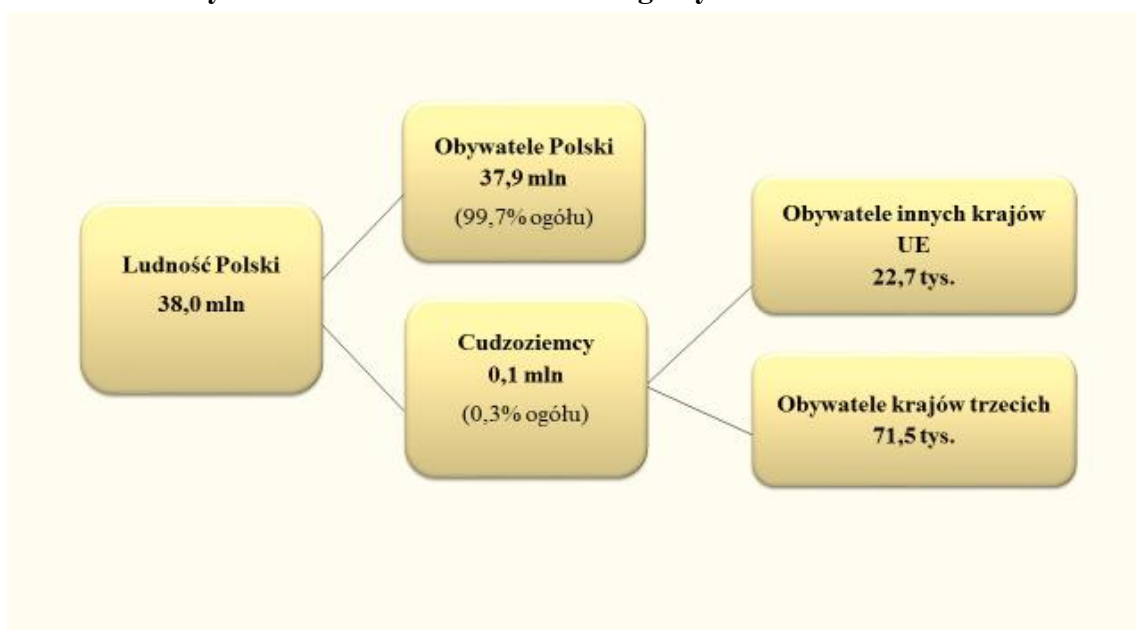 Obywatele Polski
37,9 mln
(99,7% ogółu)
Ludność Polski
38,0 mln
Cudzoziemcy
0,1 mln
(0,3% ogółu)
Obywatele innych krajów
UE
22,7 tys.
Obywatele krajów trzecich
71,5 tys.